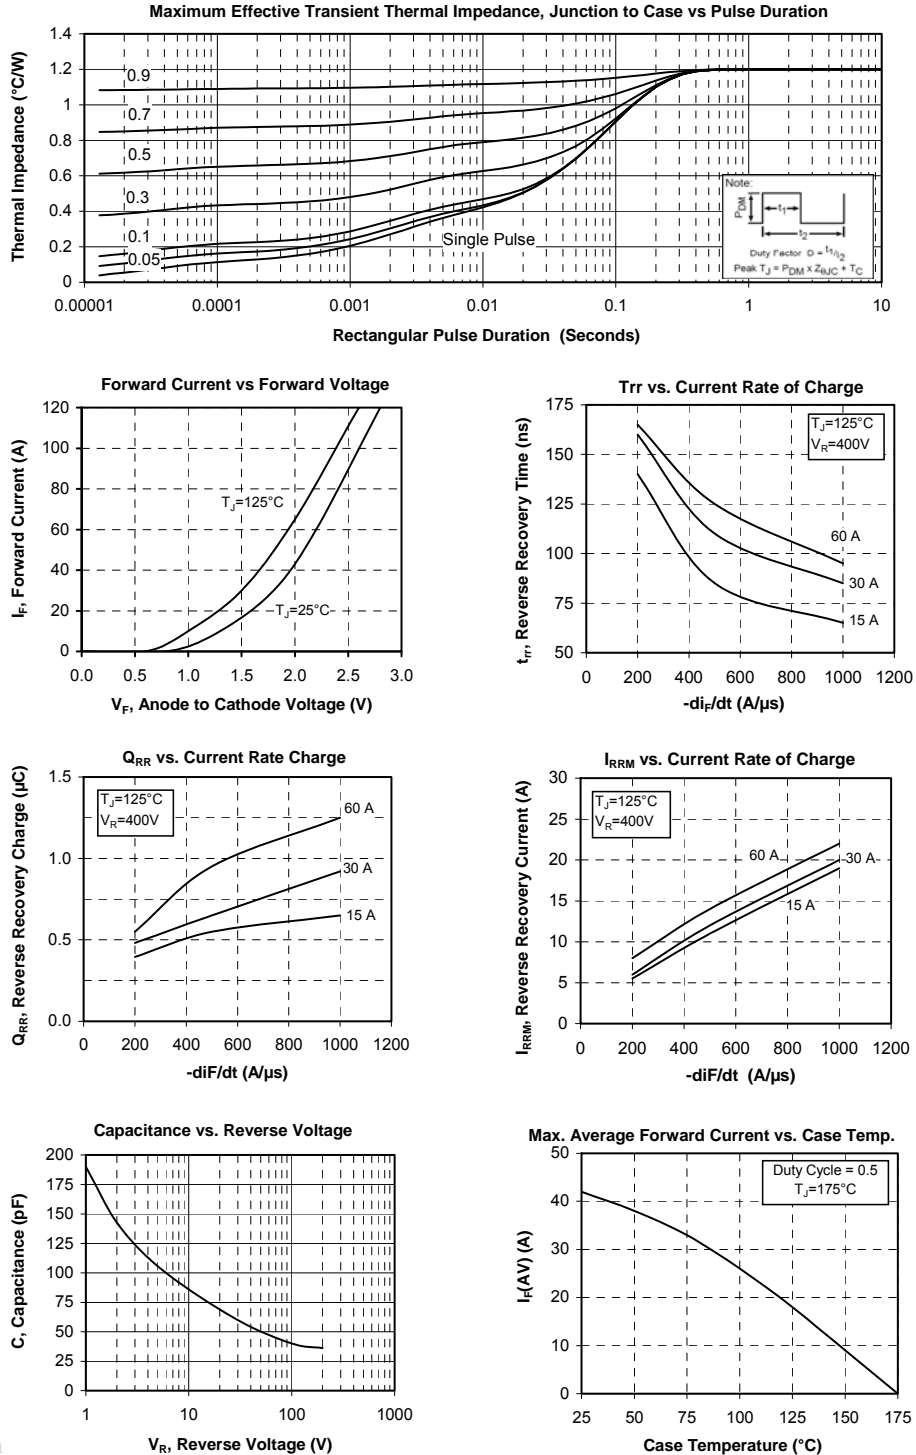 Maximum Effective Transient Thermal Impedance, Junction to Case vs Pulse Duration
Thermal Impedance (°C/W)
1.4
1.2
1
0.8
0.6
0.4
0.2
0
0.9
0.7
0.5
0.3
0.1
0.05
Single Pulse
Note:
PDM
t1
t2
Duty Factor D = t1/t2
Peak TJ = PDM x ZθJC + TC
0.00001 0.0001 0.001 0.01 0.1 1 10
Rectangular Pulse Duration (Seconds)
Forward Current vs Forward Voltage
IF, Forward Current (A)
120
100
80
60
40
20
0
TJ=125°C
TJ=25°C
0.0 0.5 1.0 1.5 2.0 2.5 3.0
VF, Anode to Cathode Voltage (V)
Trr vs. Current Rate of Charge
trr, Reverse Recovery Time (ns)
175
150
125
100
75
50
TJ=125°C
VR=400V
60 A
30 A
15 A
0 200 400 600 800 1000 1200
-diF/dt (A/µs)
QRR vs. Current Rate Charge
QRR, Reverse Recovery Charge (µC)
1.5
1.0
0.5
0.0
TJ=125°C
VR=400V
60 A
30 A
15 A
0 200 400 600 800 1000 1200
-diF/dt (A/µs)
IRRM vs. Current Rate of Charge
IRRM, Reverse Recovery Current (A)
30
25
20
15
10
5
0
TJ=125°C
VR=400V
60 A
30 A
15 A
0 200 400 600 800 1000 1200
-diF/dt (A/µs)
Capacitance vs. Reverse Voltage
C, Capacitance (pF)
200
175
150
125
100
75
50
25
0
1 10 100 1000
VR, Reverse Voltage (V)
Max. Average Forward Current vs. Case Temp.
IF(AV) (A)
50
40
30
20
10
0
Duty Cycle = 0.5
TJ=175°C
25 50 75 100 125 150 175
Case Temperature (°C)